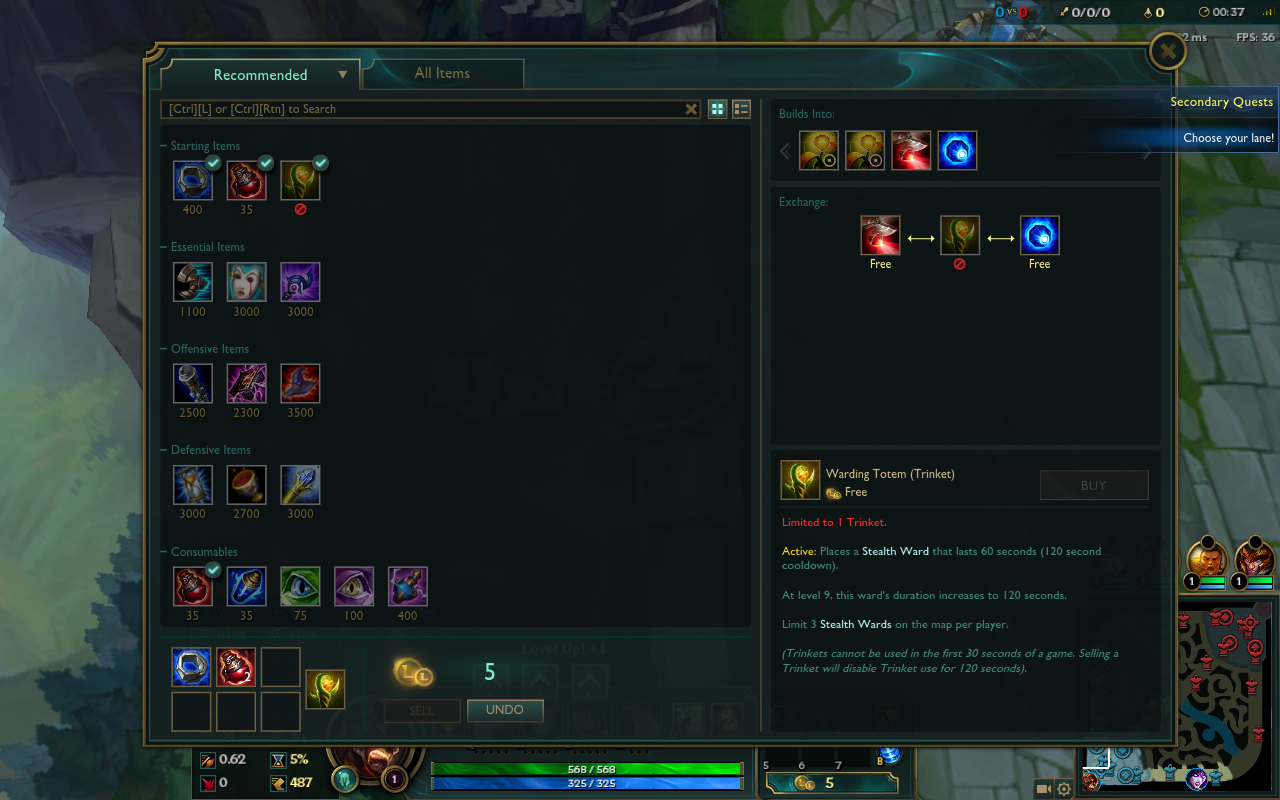 0 vs 0 0/0/0 0 00:37
2 ms FPS: 36
Recommended
All Items
Secondary Quests
Choose your lane!
[Ctrl][L] or [Ctrl][Rtn] to Search
Builds Into:
Starting Items
400 35
Exchange:
Free Free
Essential Items
1100 3000 3000
Offensive Items
2500 2300 3500
Defensive Items
3000 2700 3000
Consumables
35 35 75 100 400
Warding Totem (Trinket)
Free
BUY
Limited to 1 Trinket.
Active: Places a Stealth Ward that lasts 60 seconds (120 second
cooldown).
At level 9, this ward's duration increases to 120 seconds.
Limit 3 Stealth Wards on the map per player.
(Trinkets cannot be used in the first 30 seconds of a game. Selling a
Trinket will disable Trinket use for 120 seconds).
1 1
Level Up! +1
2
5
SELL UNDO
0.62 5%
0 487
1
568 / 568
325 / 325
5 6 7 B
5